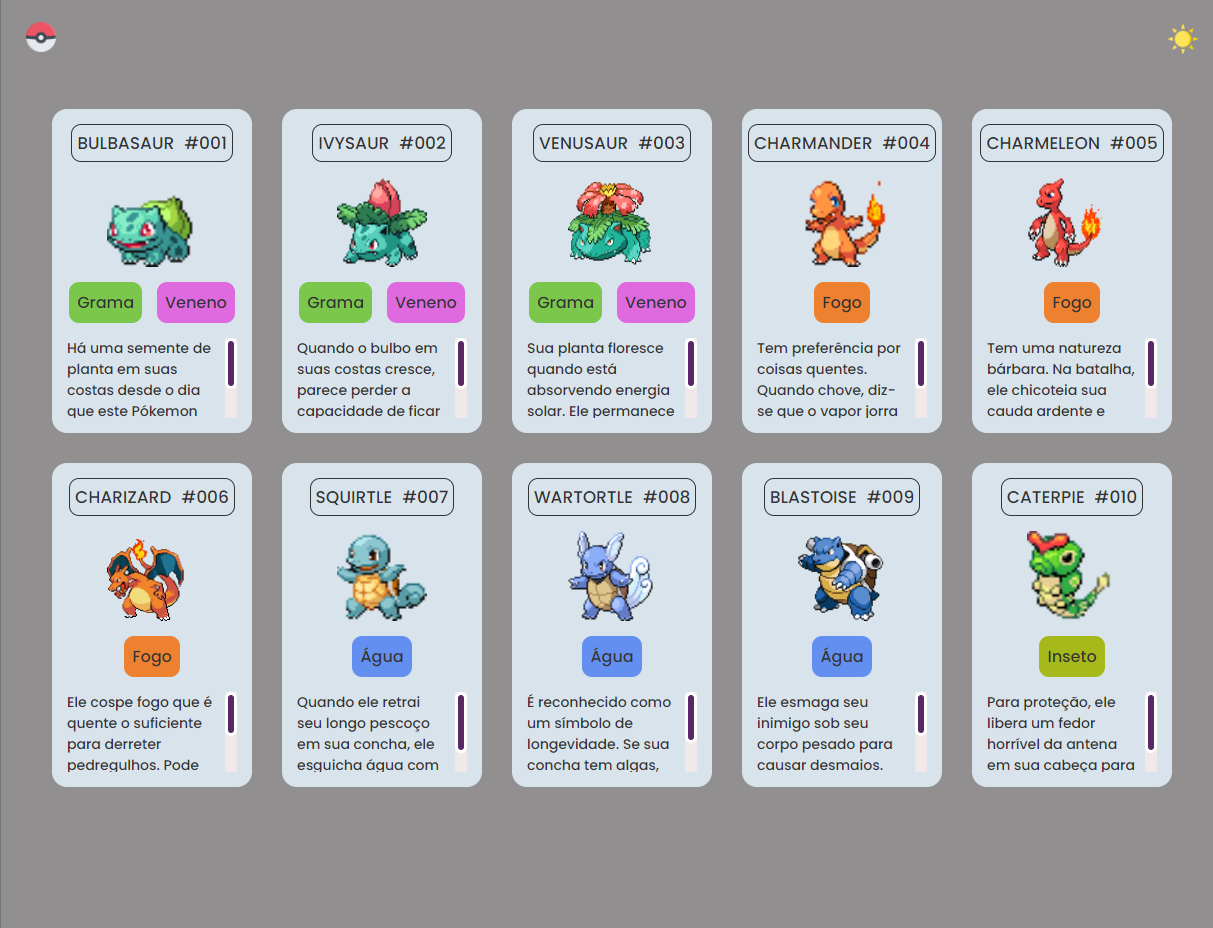 BULBASAUR #001
Grama Veneno
Há uma semente de
planta em suas
costas desde o dia
que este Pókemon
IVYSAUR #002
Grama Veneno
Quando o bulbo em
suas costas cresce,
parece perder a
capacidade de ficar
VENUSAUR #003
Grama Veneno
Sua planta floresce
quando está
absorvendo energia
solar. Ele permanece
CHARMANDER #004
Fogo
Tem preferência por
coisas quentes.
Quando chove, diz-
se que o vapor jorra
CHARMELEON #005
Fogo
Tem uma natureza
bárbara. Na batalha,
ele chicoteia sua
cauda ardente e
CHARIZARD #006
Fogo
Ele cospe fogo que é
quente o suficiente
para derreter
pedregulhos. Pode
SQUIRTLE #007
Água
Quando ele retrai
seu longo pescoço
em sua concha, ele
esguicha água com
WARTORTLE #008
Água
É reconhecido como
um símbolo de
longevidade. Se sua
concha tem algas,
BLASTOISE #009
Água
Ele esmaga seu
inimigo sob seu
corpo pesado para
causar desmaios.
CATERPIE #010
Inseto
Para proteção, ele
libera um fedor
horrível da antena
em sua cabeça para